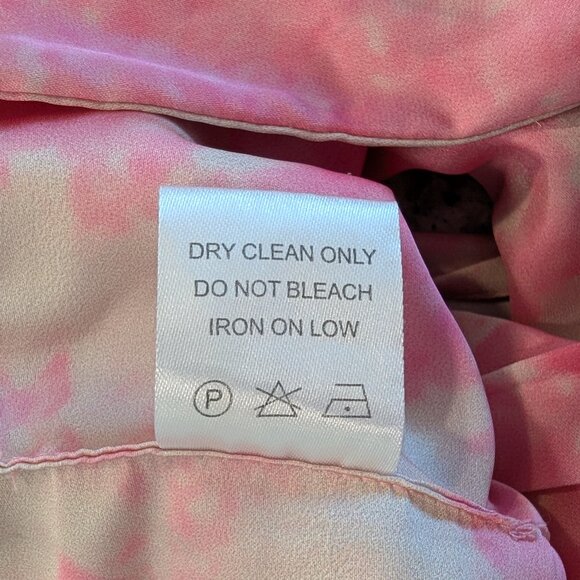 DRY CLEAN ONLY
DO NOT BLEACH
IRON ON LOW
P